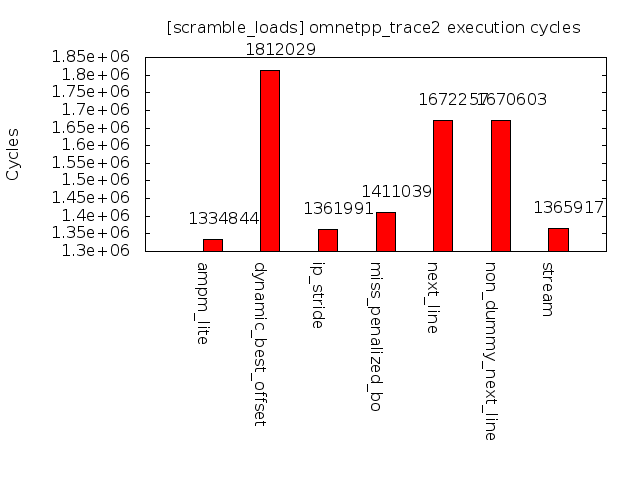 [scramble_loads] omnetpp_trace2 execution cycles
Cycles
1.85e+06
1.8e+06
1.75e+06
1.7e+06
1.65e+06
1.6e+06
1.55e+06
1.5e+06
1.45e+06
1.4e+06
1.35e+06
1.3e+06
1334844
1812029
1361991
1411039
1672257
1670603
1365917
ampm_lite
dynamic_best_offset
ip_stride
miss_penalized_bo
next_line
non_dummy_next_line
stream